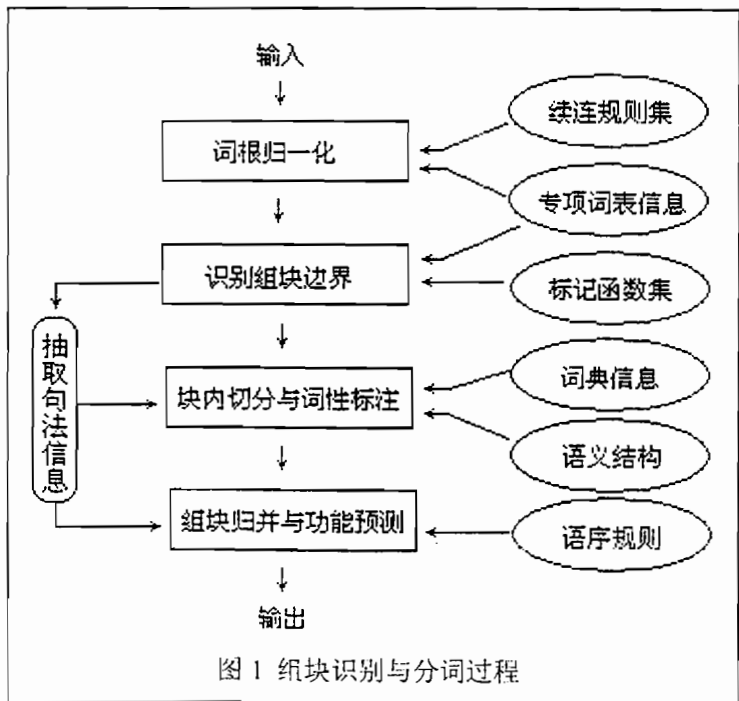 输入
续连规则集
词根归一化
专项词表信息
识别组块边界
标记函数集
抽取句法信息
词典信息
块内切分与词性标注
语义结构
组块归并与功能预测
语序规则
输出
图 1 组块识别与分词过程